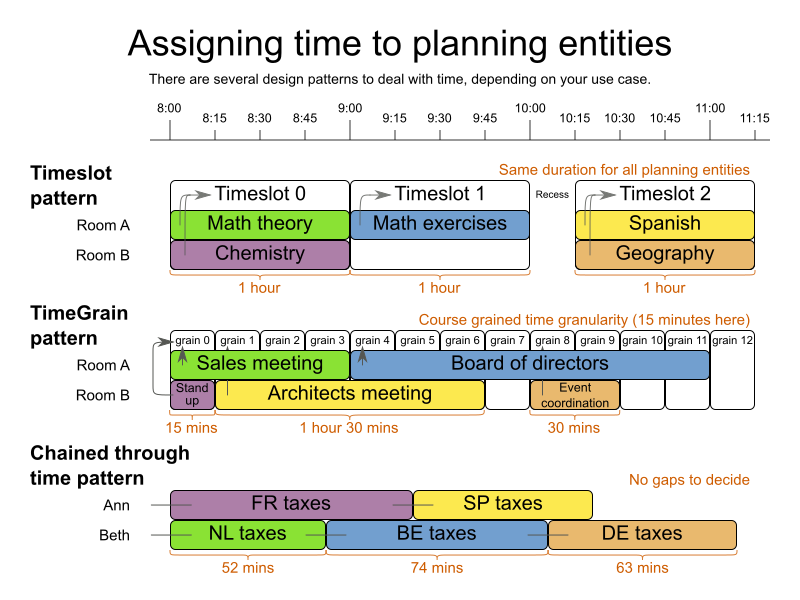 Assigning time to planning entities
There are several design patterns to deal with time, depending on your use case.
8:00 9:00 10:00 11:00
8:15 8:30 8:45 9:15 9:30 9:45 10:15 10:30 10:45 11:15
Timeslot
pattern
Same duration for all planning entities
Timeslot 0 Timeslot 1 Recess Timeslot 2
Room A Math theory Math exercises Spanish
Room B Chemistry Geography
1 hour 1 hour 1 hour
TimeGrain
pattern
Course grained time granularity (15 minutes here)
grain 0 grain 1 grain 2 grain 3 grain 4 grain 5 grain 6 grain 7 grain 8 grain 9 grain 10 grain 11 grain 12
Room A Sales meeting Board of directors
Room B Stand
up
Architects meeting
Event
coordination
15 mins 1 hour 30 mins 30 mins
Chained through
time pattern
No gaps to decide
Ann FR taxes SP taxes
Beth NL taxes BE taxes DE taxes
52 mins 74 mins 63 mins